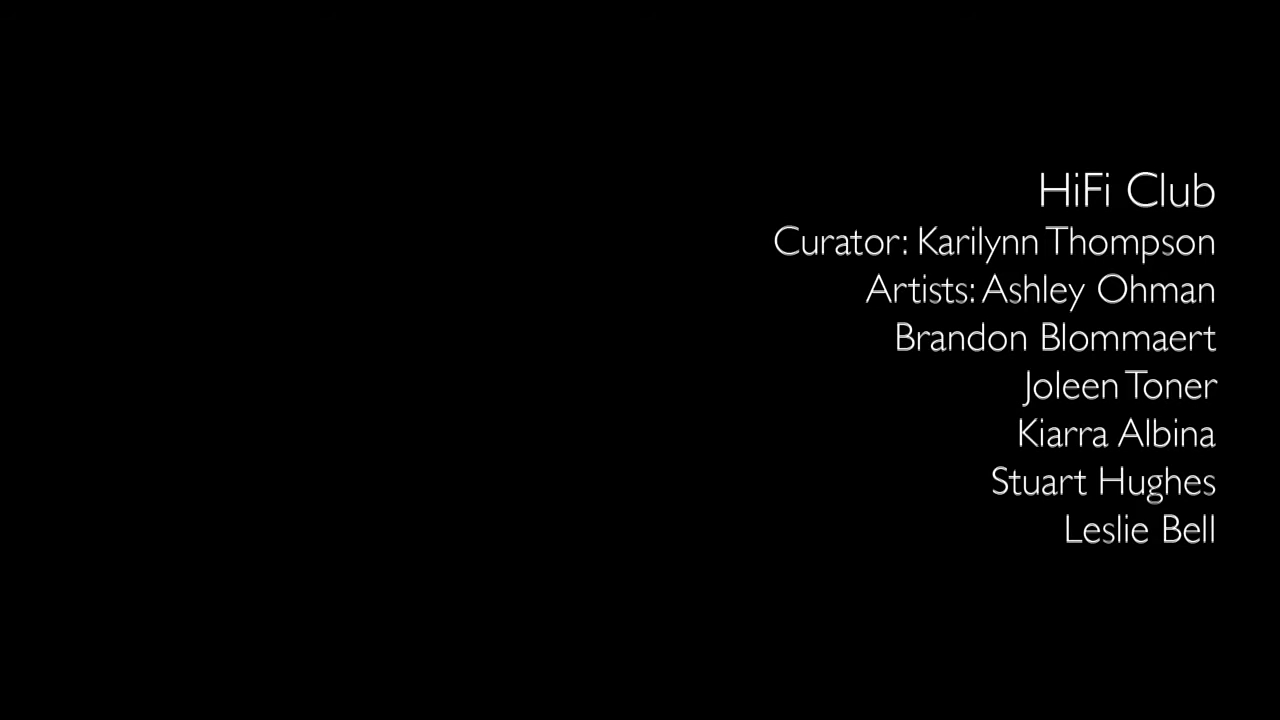 HiFi Club
Curator: Karilynn Thompson
Artists: Ashley Ohman
Brandon Blommaert
Joleen Toner
Kiarra Albina
Stuart Hughes
Leslie Bell